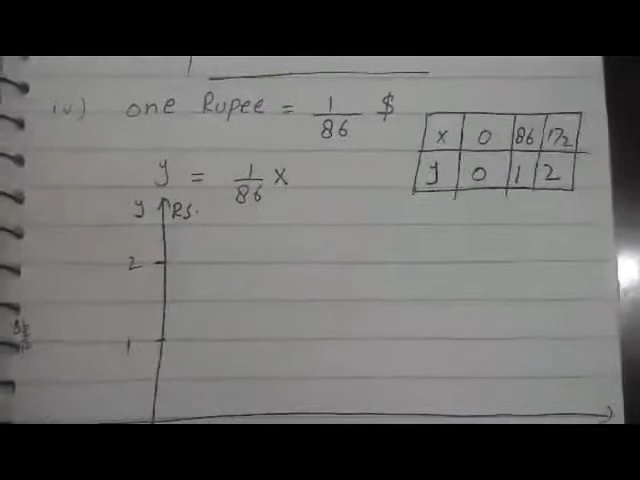 iv) one Rupee = 1/86 $
x 0 86 172
y 0 1 2
y = 1/86 x
y Rs.
2
1